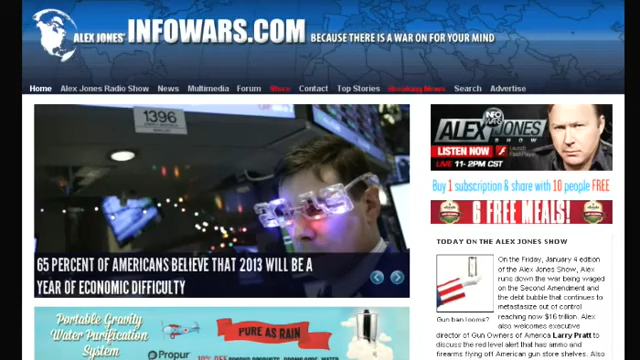 ALEX JONES' INFOWARS.COM BECAUSE THERE IS A WAR ON FOR YOUR MIND
Home Alex Jones Radio Show News Multimedia Forum Store Contact Top Stories Breaking News Search Advertise
1396
65 PERCENT OF AMERICANS BELIEVE THAT 2013 WILL BE A
YEAR OF ECONOMIC DIFFICULTY
Portable Gravity
Water Purification
System
PURE AS RAIN
Propur
INFO WARS
ALEX JONES
SHOW
LISTEN NOW
LIVE 11-2PM CST
Buy 1 subscription & share with 10 people FREE
6 FREE MEALS!
TODAY ON THE ALEX JONES SHOW
On the Friday, January 4 edition
of the Alex Jones Show, Alex
runs down the war being waged
on the Second Amendment and
the debt bubble that continues to
metastasize out of control
reaching now $16 trillion. Alex
Gun ban looms?
also welcomes executive
director of Gun Owners of America Larry Pratt to
discuss the red level alert that has ammo and
firearms flying off American gun store shelves. Also